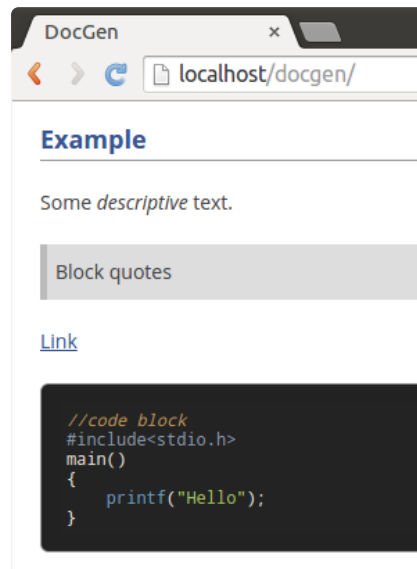 DocGen
localhost/docgen/
Example
Some descriptive text.
Block quotes
Link
//code block
#include<stdio.h>
main()
{
    printf("Hello");
}